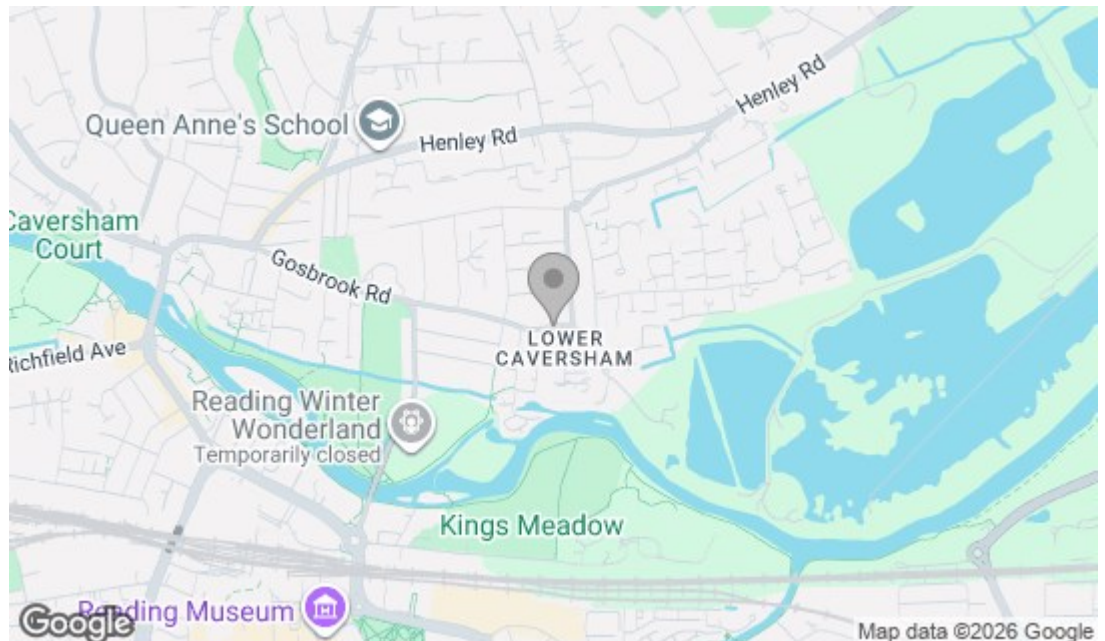 Henley Rd
Queen Anne's School
Henley Rd
Caversham
Court
Gosbrook Rd
LOWER
CAVERSHAM
Richfield Ave
Reading Winter
Wonderland
Temporarily closed
Kings Meadow
Reading Museum
Google
Map data ©2026 Google